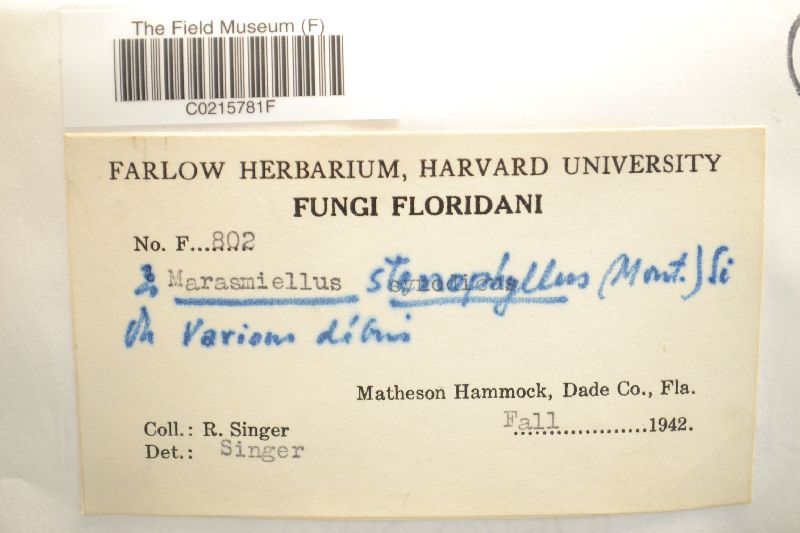 The Field Museum (F)
C0215781F
FARLOW HERBARIUM, HARVARD UNIVERSITY
FUNGI FLORIDANI
No. F...802
Marasmiellus stenophyllus (Mont.) Si
On various débris
Matheson Hammock, Dade Co., Fla.
Fall 1942.
Coll.: R. Singer
Det.: Singer